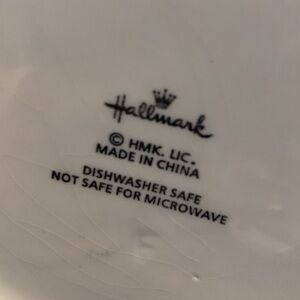 Hallmark
© HMK. LIC.
MADE IN CHINA
DISHWASHER SAFE
NOT SAFE FOR MICROWAVE